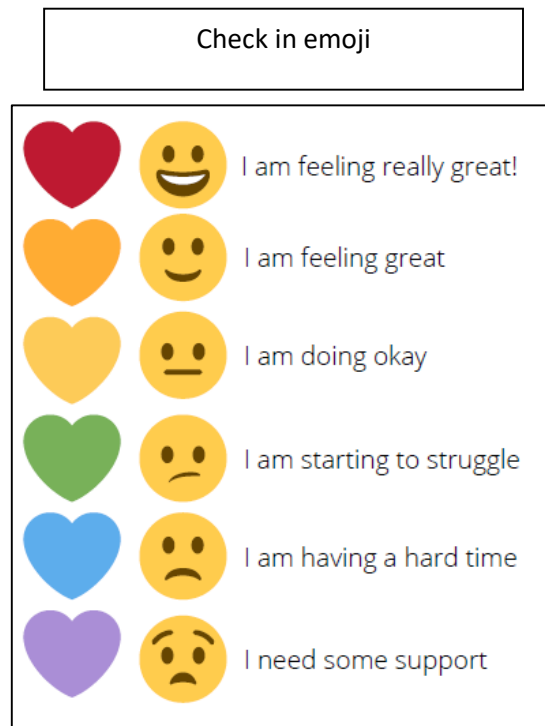 Check in emoji
I am feeling really great!
I am feeling great
I am doing okay
I am starting to struggle
I am having a hard time
I need some support